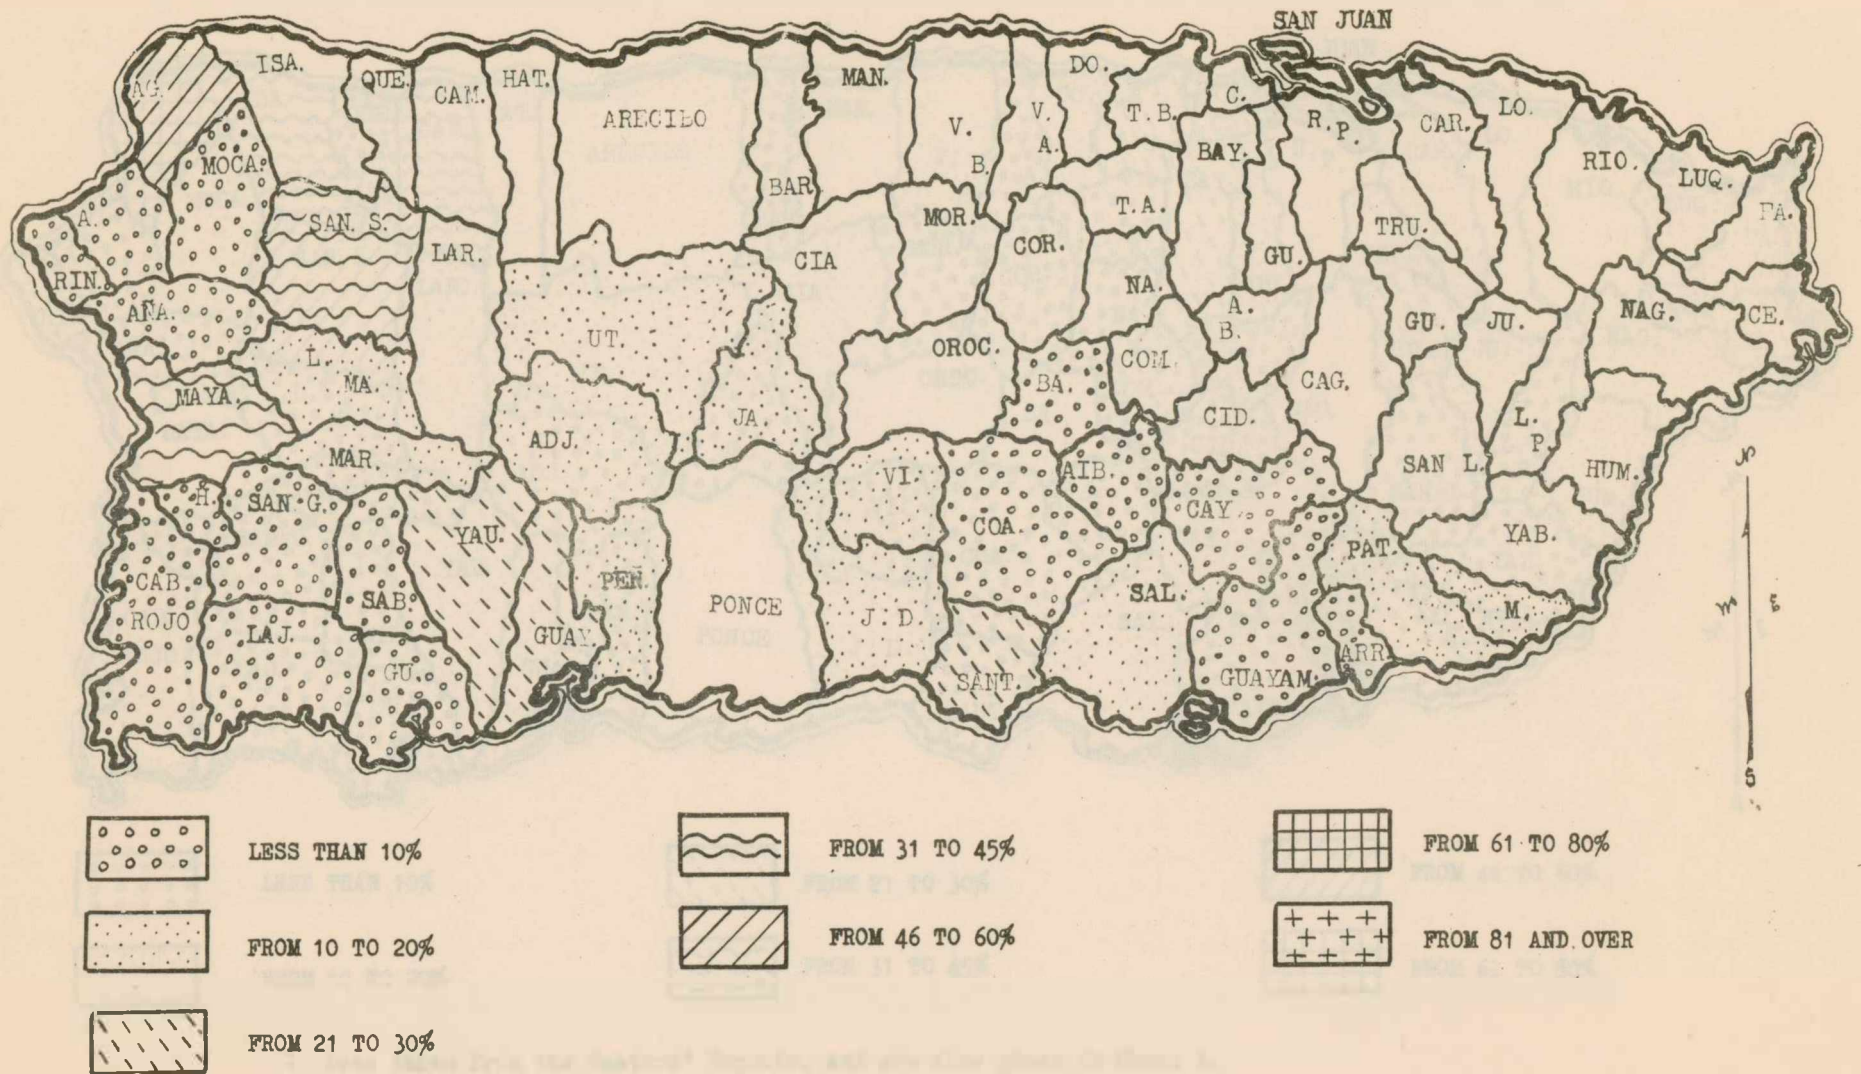 SAN JUAN
AG.
ISA.
QUE.
CAM.
HAT.
ARECIBO
BAR
MAN.
V. B.
V. A.
DO.
T. B.
C.
BAY.
R. P.
CAR.
LO.
RIO.
LUQ.
FA.
MOCA.
A.
RIN.
AÑA.
SAN. S.
LAR.
UT.
CIA
MOR.
COR.
T.A.
NA.
GU.
TRU.
A. B.
GU.
JU.
NAG.
CE.
L. MA.
MAYA.
MAR.
ADJ.
JA.
OROC.
BA.
COM.
CID.
CAG.
SAN L.
L. P.
HUM.
H.
SAN G.
YAU.
VI.
COA.
AIB.
CAY.
PAT.
YAB.
CAB. ROJO
LAJ.
SAB.
GU.
GUAY.
PEÑ.
PONCE
J. D.
SANT.
SAL.
GUAYAM.
ARR.
M.
N
E
S
LESS THAN 10%
FROM 10 TO 20%
FROM 21 TO 30%
FROM 31 TO 45%
FROM 46 TO 60%
FROM 61 TO 80%
FROM 81 AND OVER